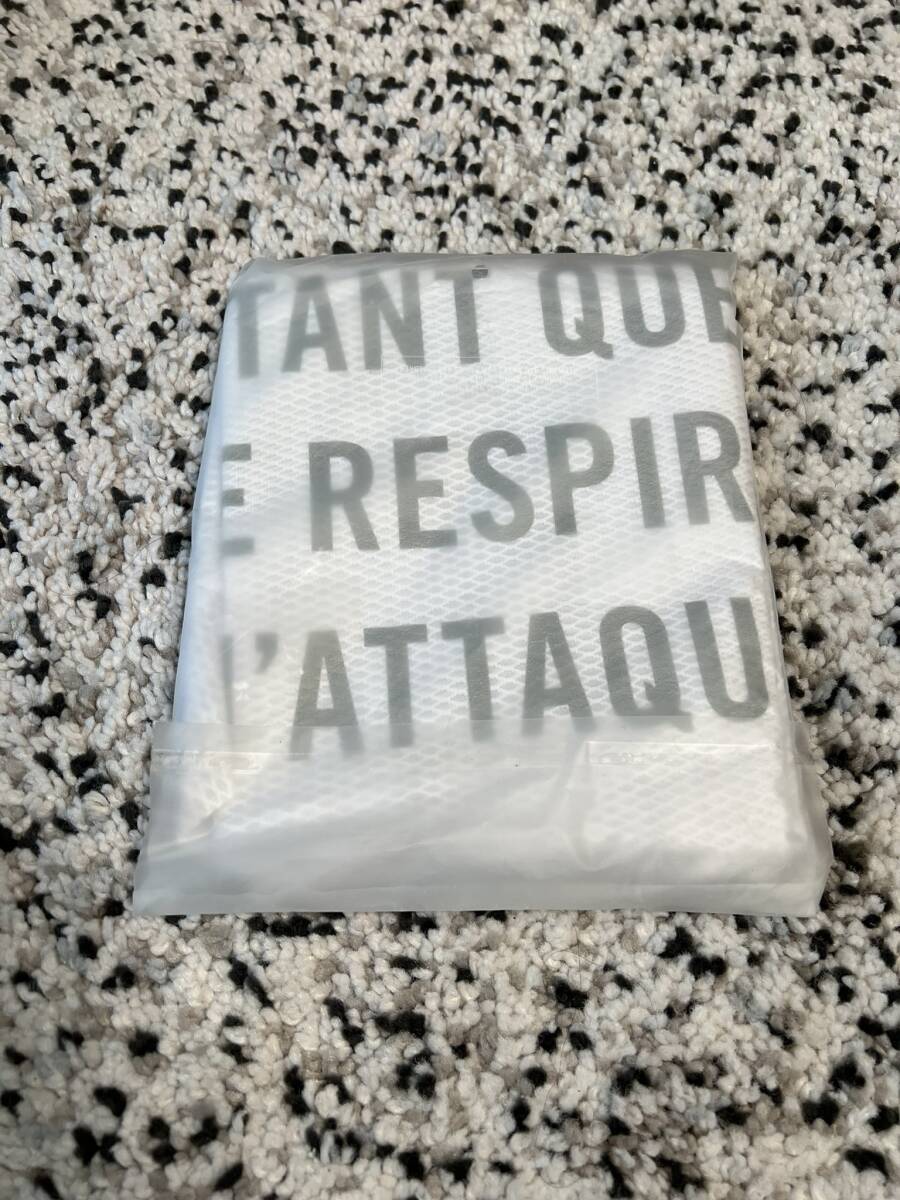 TANT QUE
E RESPIR
'ATTAQU